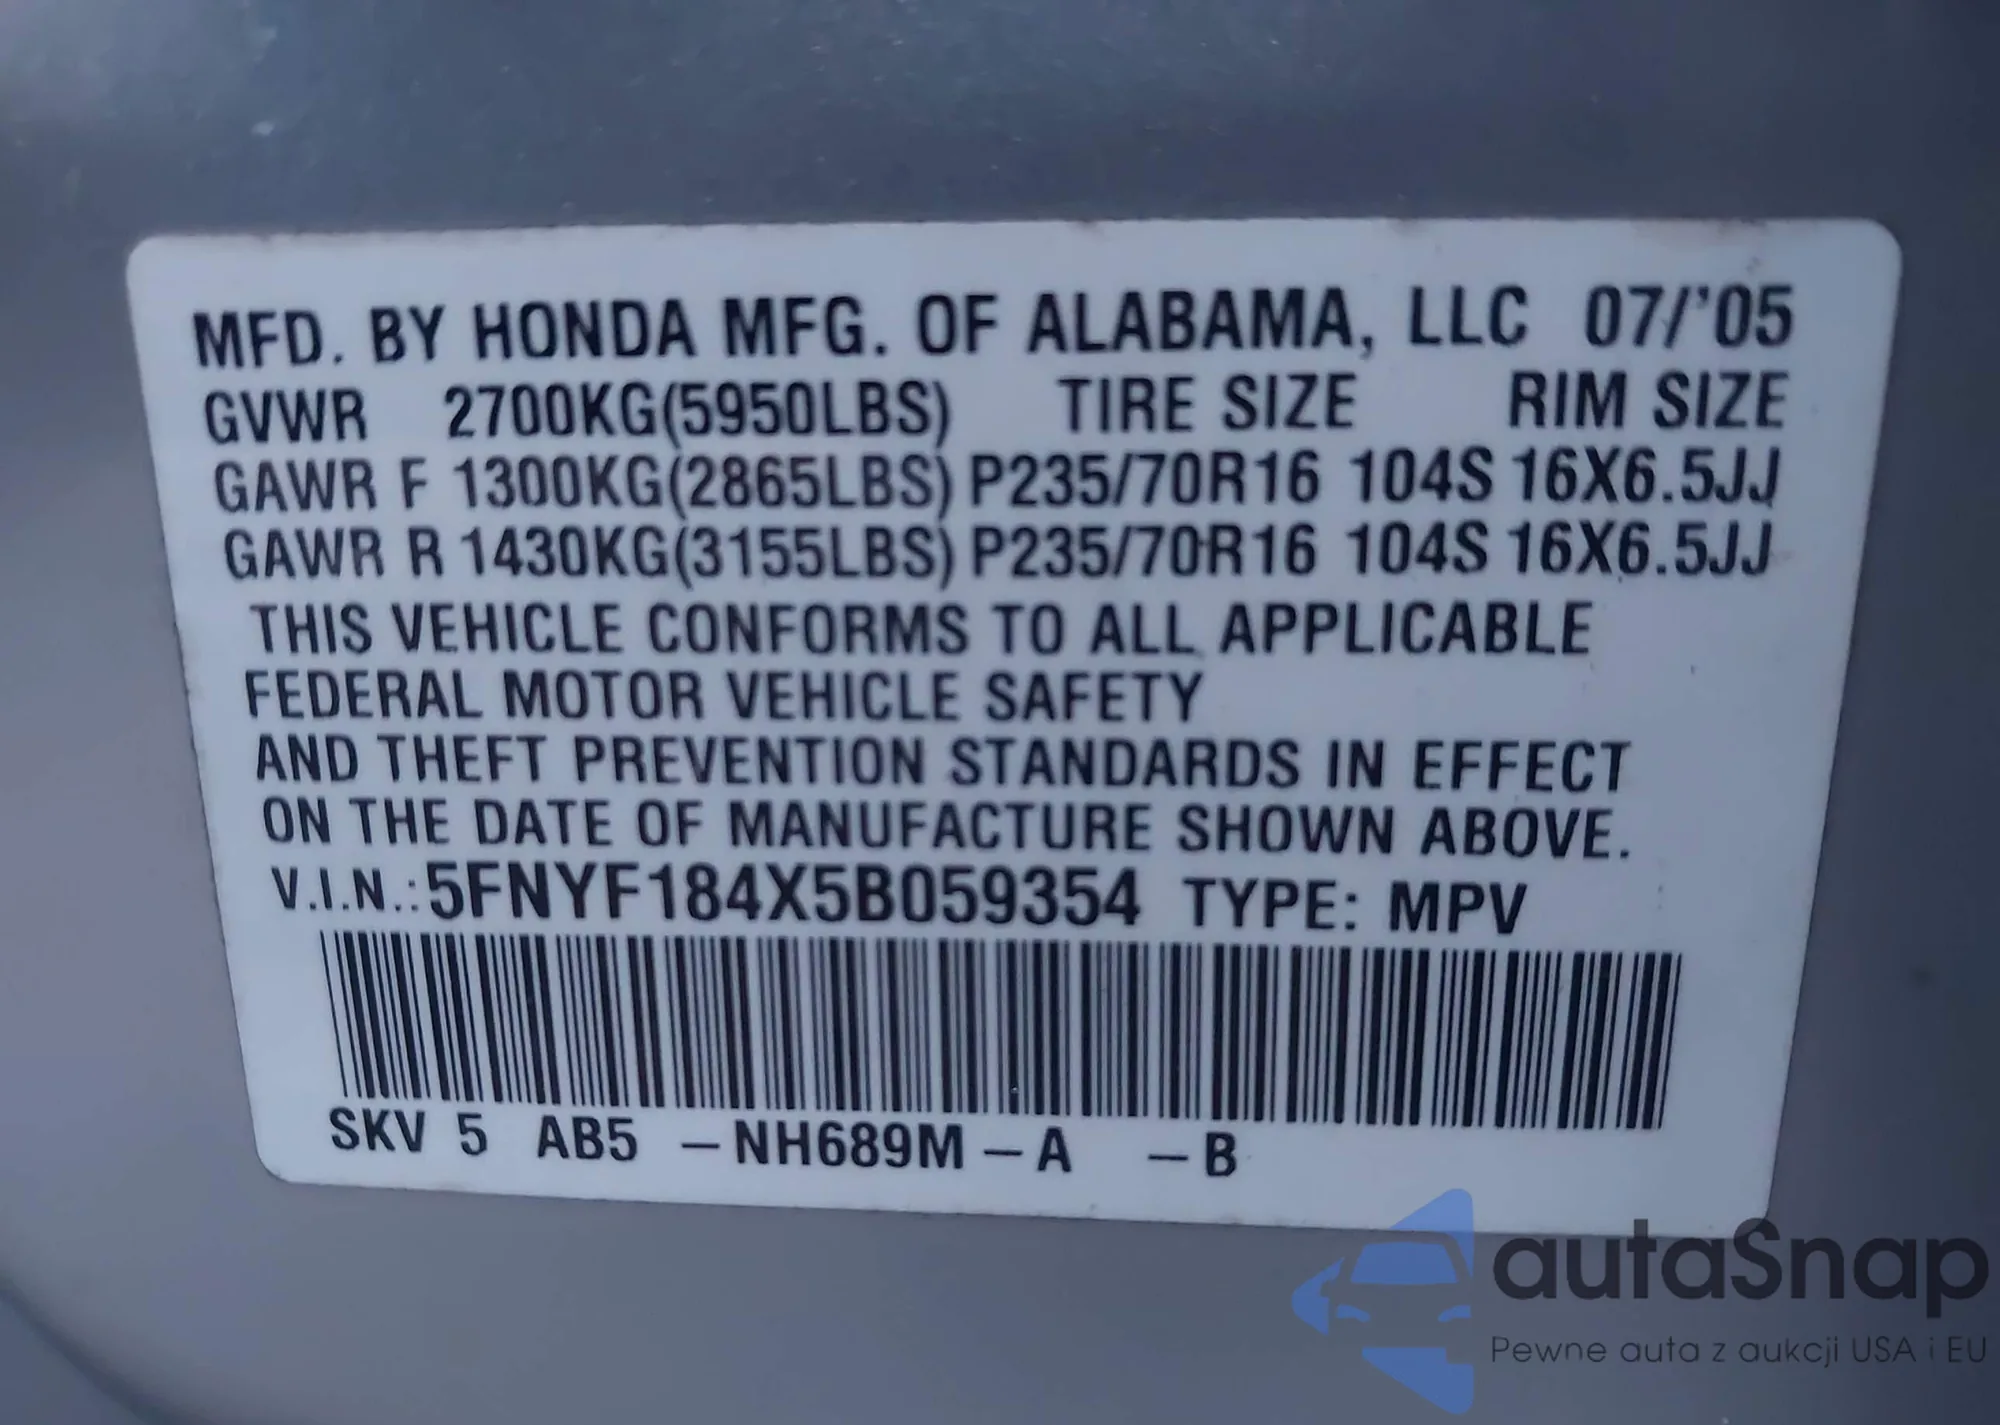 MFD. BY HONDA MFG. OF ALABAMA, LLC 07/'05
GVWR 2700KG(5950LBS) TIRE SIZE RIM SIZE
GAWR F 1300KG(2865LBS) P235/70R16 104S 16X6.5JJ
GAWR R 1430KG(3155LBS) P235/70R16 104S 16X6.5JJ
THIS VEHICLE CONFORMS TO ALL APPLICABLE
FEDERAL MOTOR VEHICLE SAFETY
AND THEFT PREVENTION STANDARDS IN EFFECT
ON THE DATE OF MANUFACTURE SHOWN ABOVE.
V.I.N.: 5FNYF184X5B059354 TYPE: MPV
SKV 5 AB5 –NH689M – A – B
autaSnap
Pewne auta z aukcji USA i EU